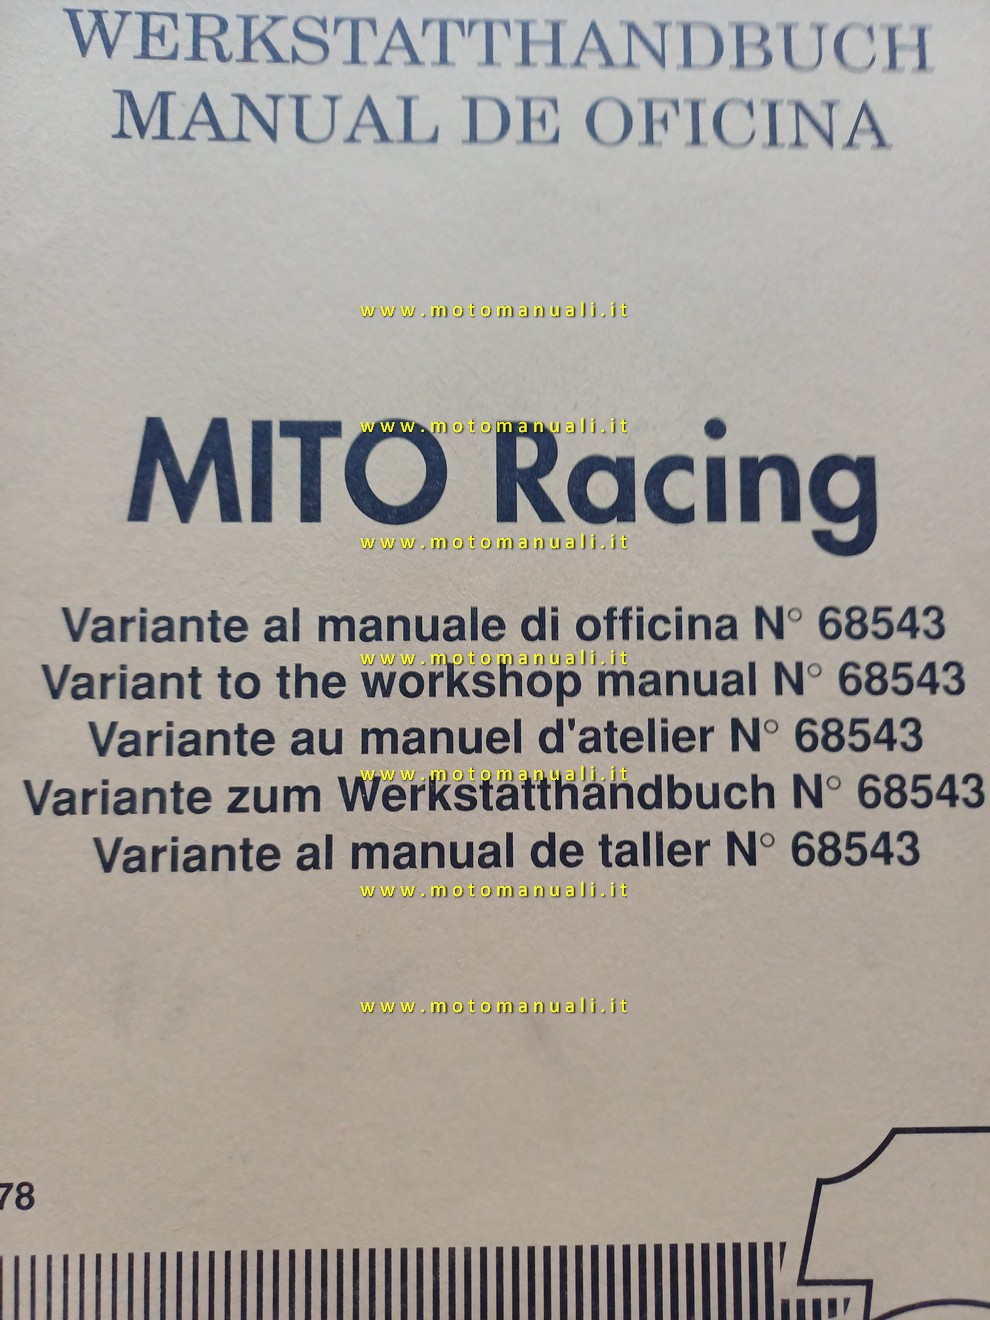 WERKSTATTHANDBUCH
MANUAL DE OFICINA
www.motomanuali.it
www.motomanuali.it
MITO Racing
www.motomanuali.it
Variante al manuale di officina N° 68543
www.motomanuali.it
Variant to the workshop manual N° 68543
Variante au manuel d'atelier N° 68543
www.motomanuali.it
Variante zum Werkstatthandbuch N° 68543
Variante al manual de taller N° 68543
www.motomanuali.it
www.motomanuali.it
78